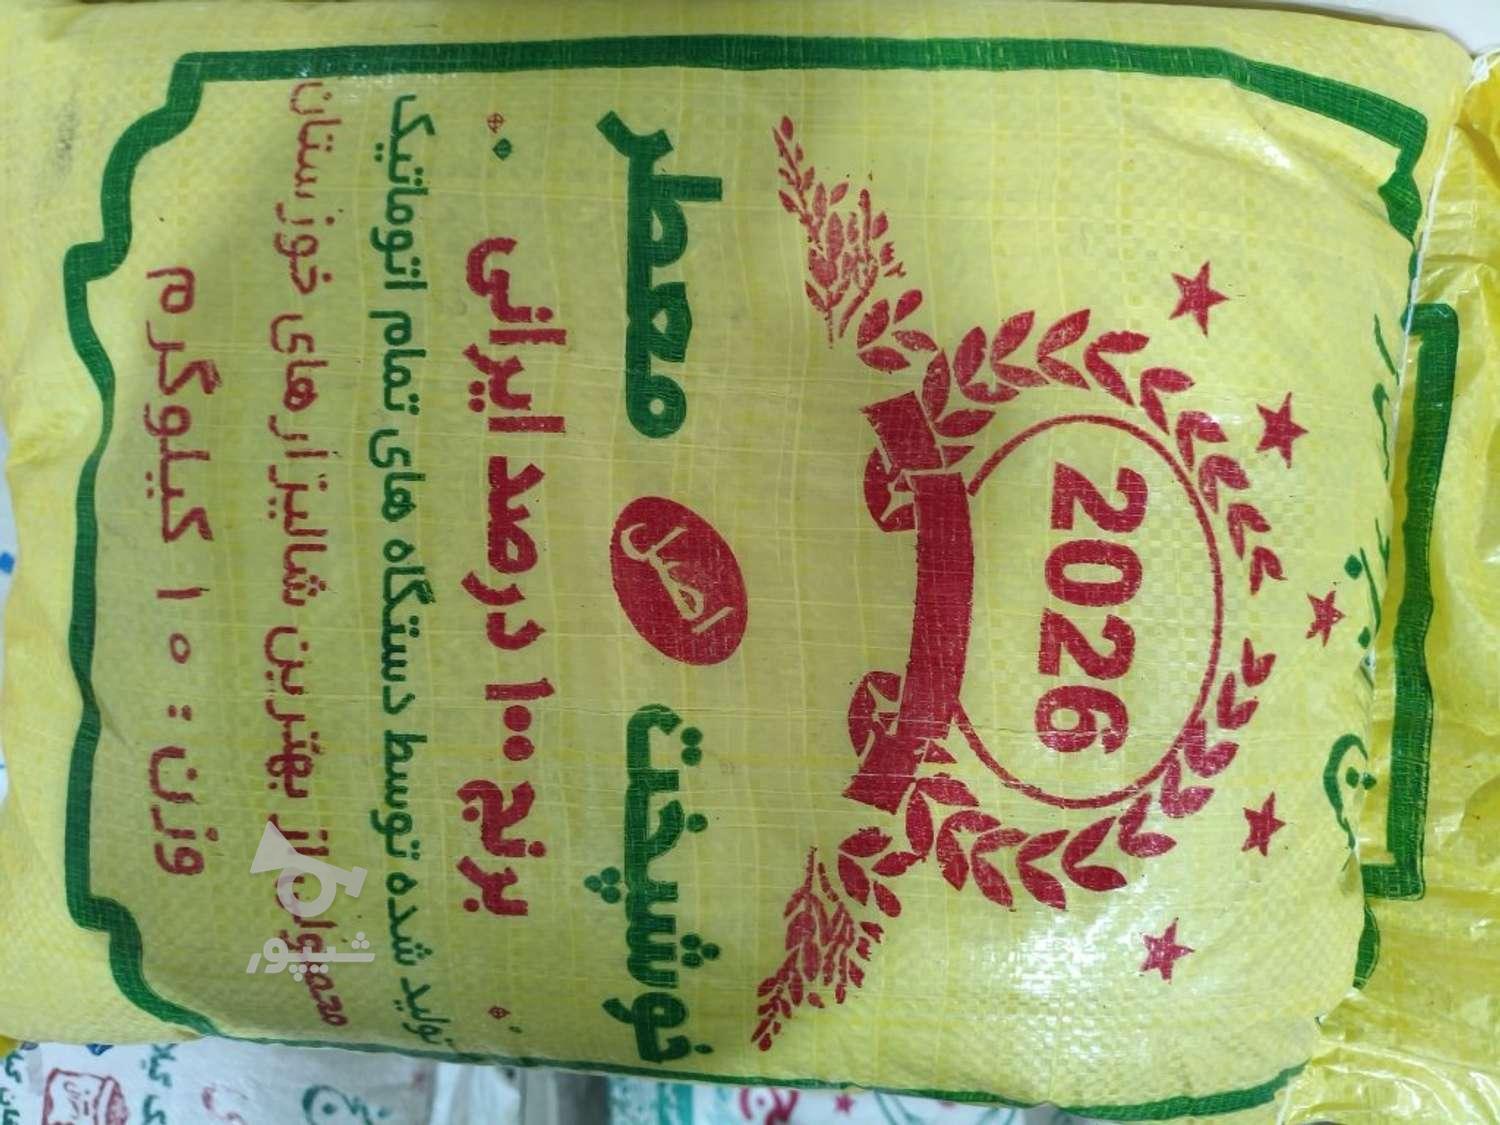 2026
خوشپخت اصل معطر
برنج ۱۰۰ درصد ایرانی
تولید شده توسط دستگاه های تمام اتوماتیک
محصول از بهترین شالیزارهای خوزستان
وزن: ۱۰ کیلوگرم
شیپور